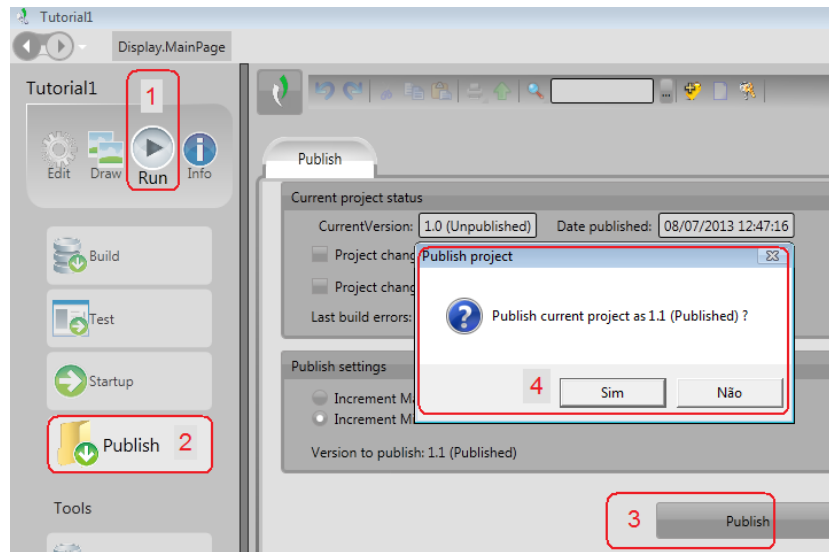 Tutorial1
Display.MainPage
Tutorial1
1
Edit Draw Run Info
Build
Test
Startup
Publish 2
Tools
...
Publish
Current project status
CurrentVersion: 1.0 (Unpublished) Date published: 08/07/2013 12:47:16
Project chang
Project chang
Last build errors:
Publish settings
Increment M
Increment M
Version to publish: 1.1 (Published)
Publish project
Publish current project as 1.1 (Published) ?
4 Sim Não
3 Publish